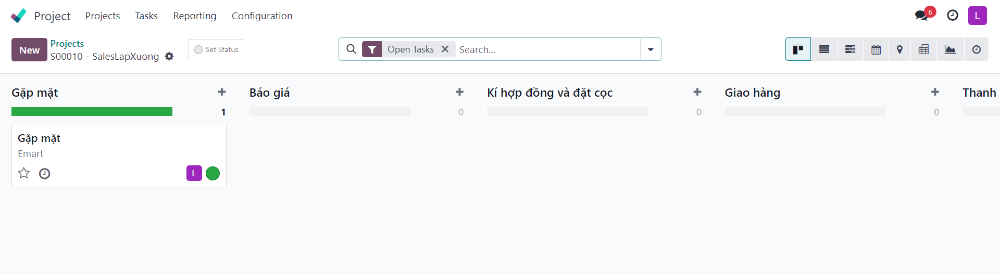 Project Projects Tasks Reporting Configuration 6 L
New Projects Set Status Open Tasks Search...
S00010 - SalesLapXuong
Gặp mặt Báo giá Kí hợp đồng và đặt cọc Giao hàng Thanh
1 0 0 0
Gặp mặt
Emart
L